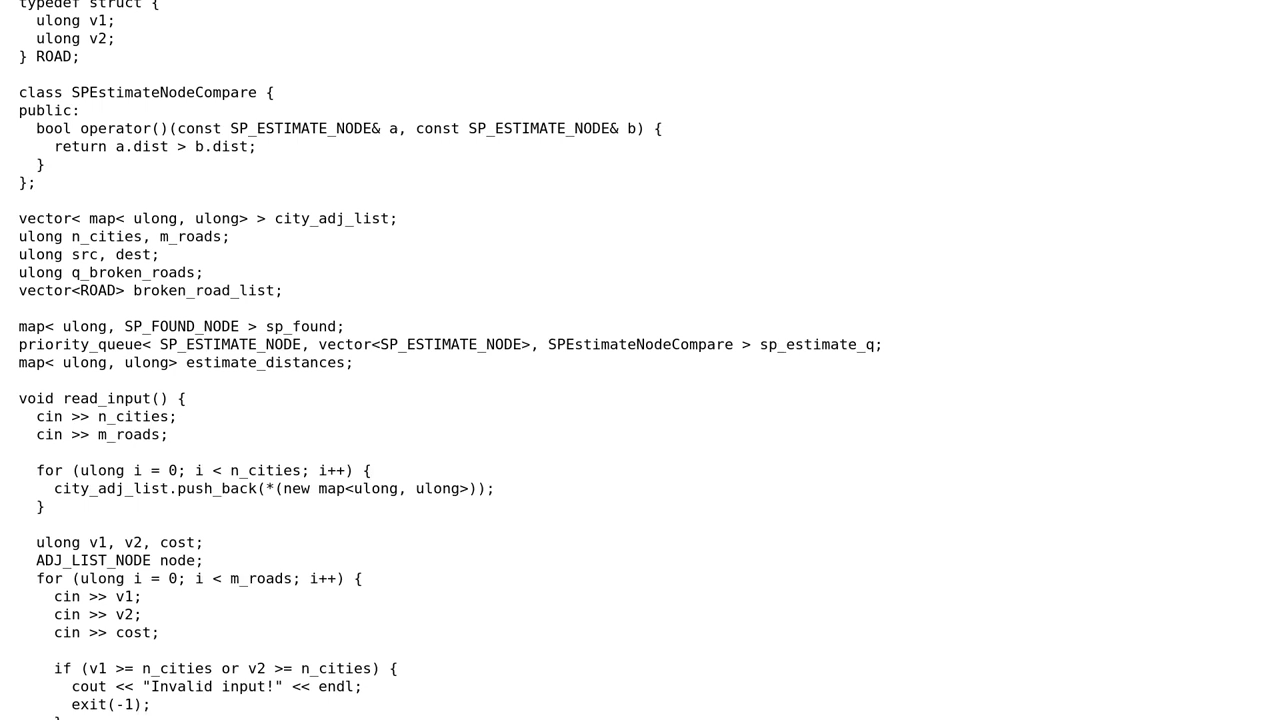 typedef struct {
  ulong v1;
  ulong v2;
} ROAD;

class SPEstimateNodeCompare {
public:
  bool operator()(const SP_ESTIMATE_NODE& a, const SP_ESTIMATE_NODE& b) {
    return a.dist > b.dist;
  }
};

vector< map< ulong, ulong> > city_adj_list;
ulong n_cities, m_roads;
ulong src, dest;
ulong q_broken_roads;
vector<ROAD> broken_road_list;

map< ulong, SP_FOUND_NODE > sp_found;
priority_queue< SP_ESTIMATE_NODE, vector<SP_ESTIMATE_NODE>, SPEstimateNodeCompare > sp_estimate_q;
map< ulong, ulong> estimate_distances;

void read_input() {
  cin >> n_cities;
  cin >> m_roads;

  for (ulong i = 0; i < n_cities; i++) {
    city_adj_list.push_back(*(new map<ulong, ulong>));
  }

  ulong v1, v2, cost;
  ADJ_LIST_NODE node;
  for (ulong i = 0; i < m_roads; i++) {
    cin >> v1;
    cin >> v2;
    cin >> cost;

    if (v1 >= n_cities or v2 >= n_cities) {
      cout << "Invalid input!" << endl;
      exit(-1);
    }